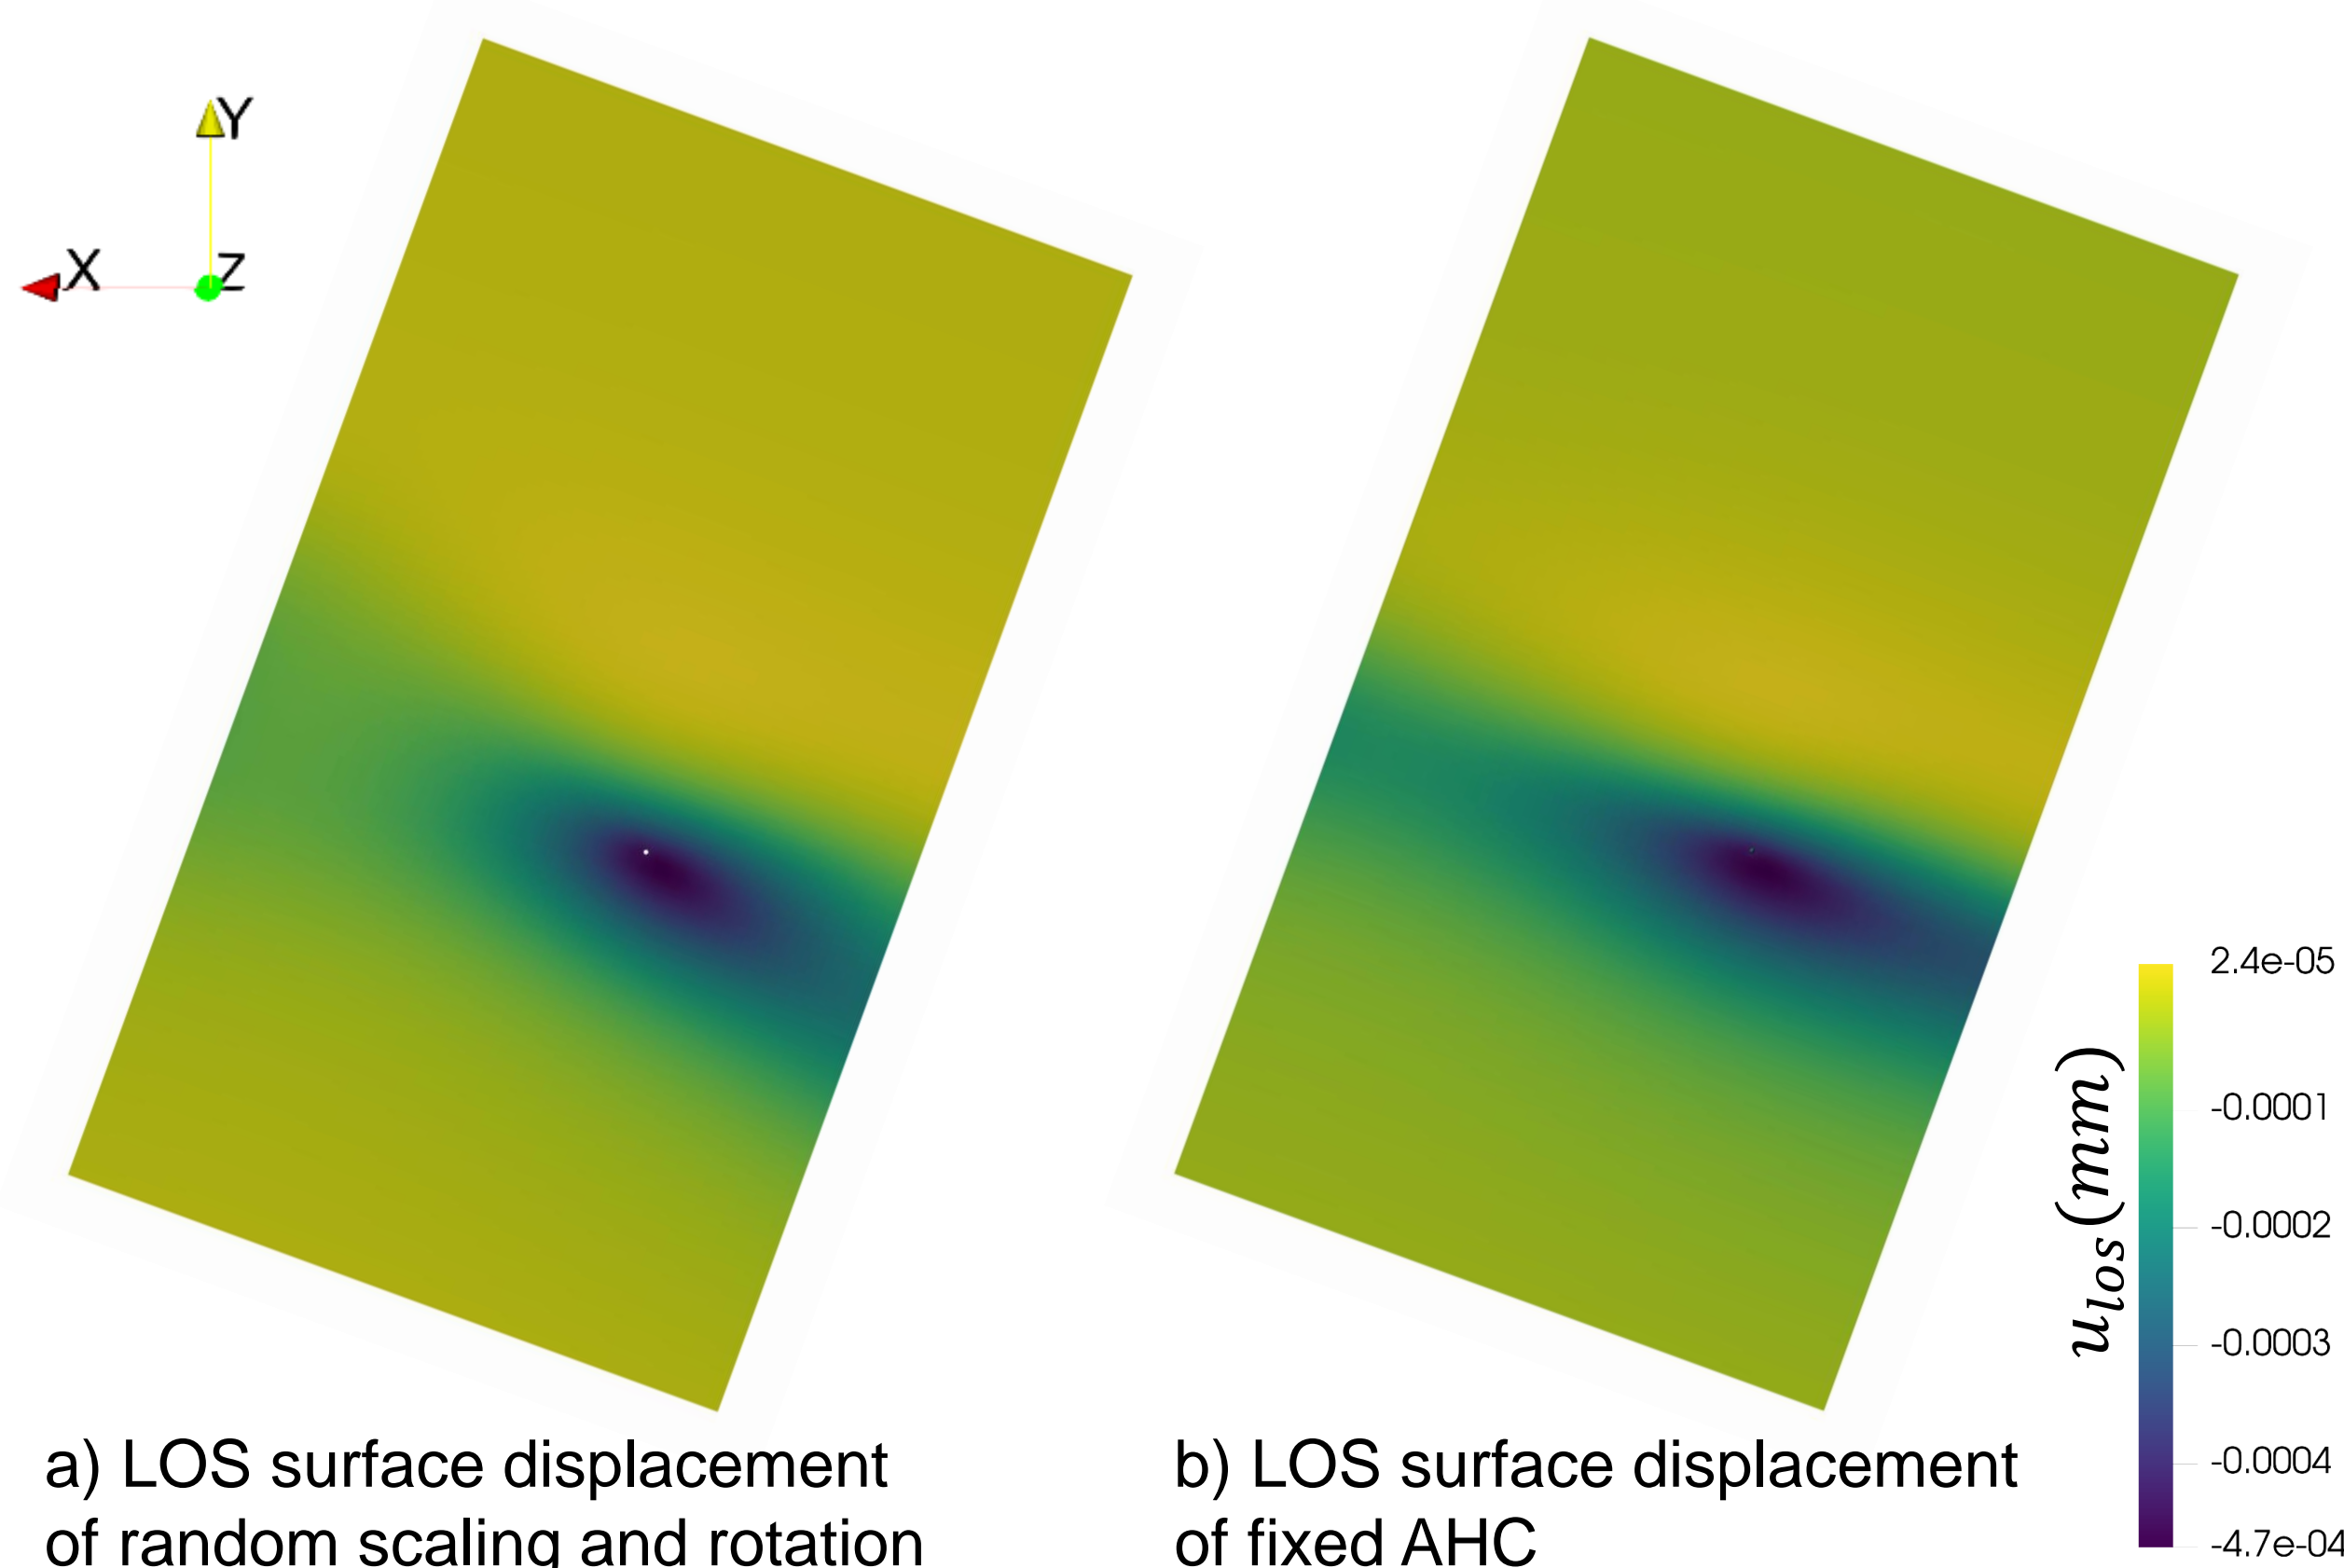 Y
X
Z
2.4e-05
-0.0001
-0.0002
-0.0003
-0.0004
-4.7e-04
u_los (mm)
a) LOS surface displacement
of random scaling and rotation
b) LOS surface displacement
of fixed AHC